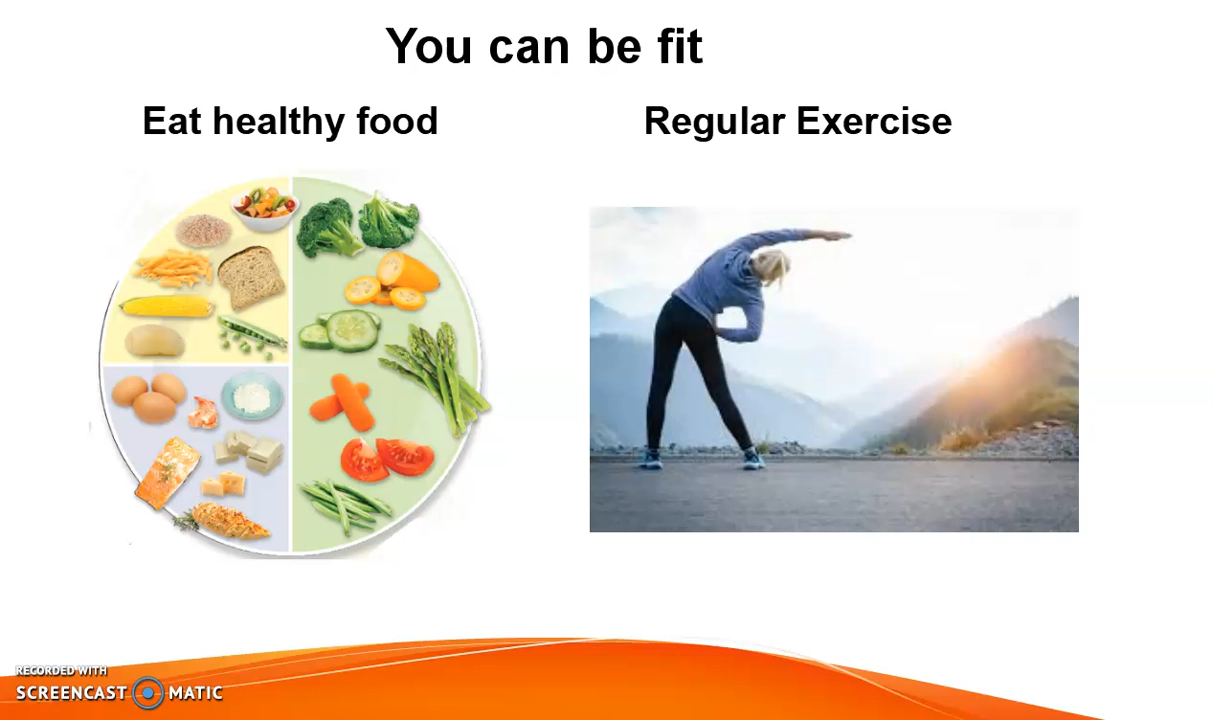 You can be fit
Eat healthy food
Regular Exercise
RECORDED WITH
SCREENCAST MATIC